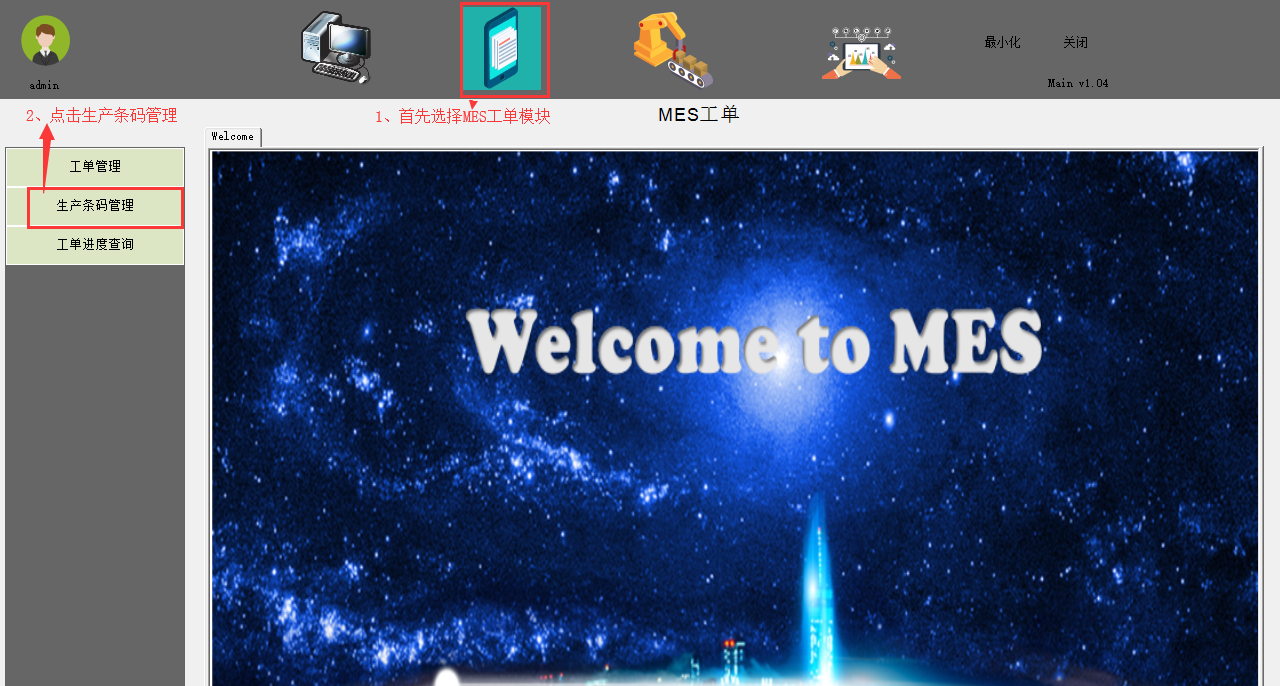 最小化 关闭
admin
Main v1.04
2、点击生产条码管理
1、首先选择MES工单模块
MES工单
Welcome
工单管理
生产条码管理
工单进度查询
Welcome to MES